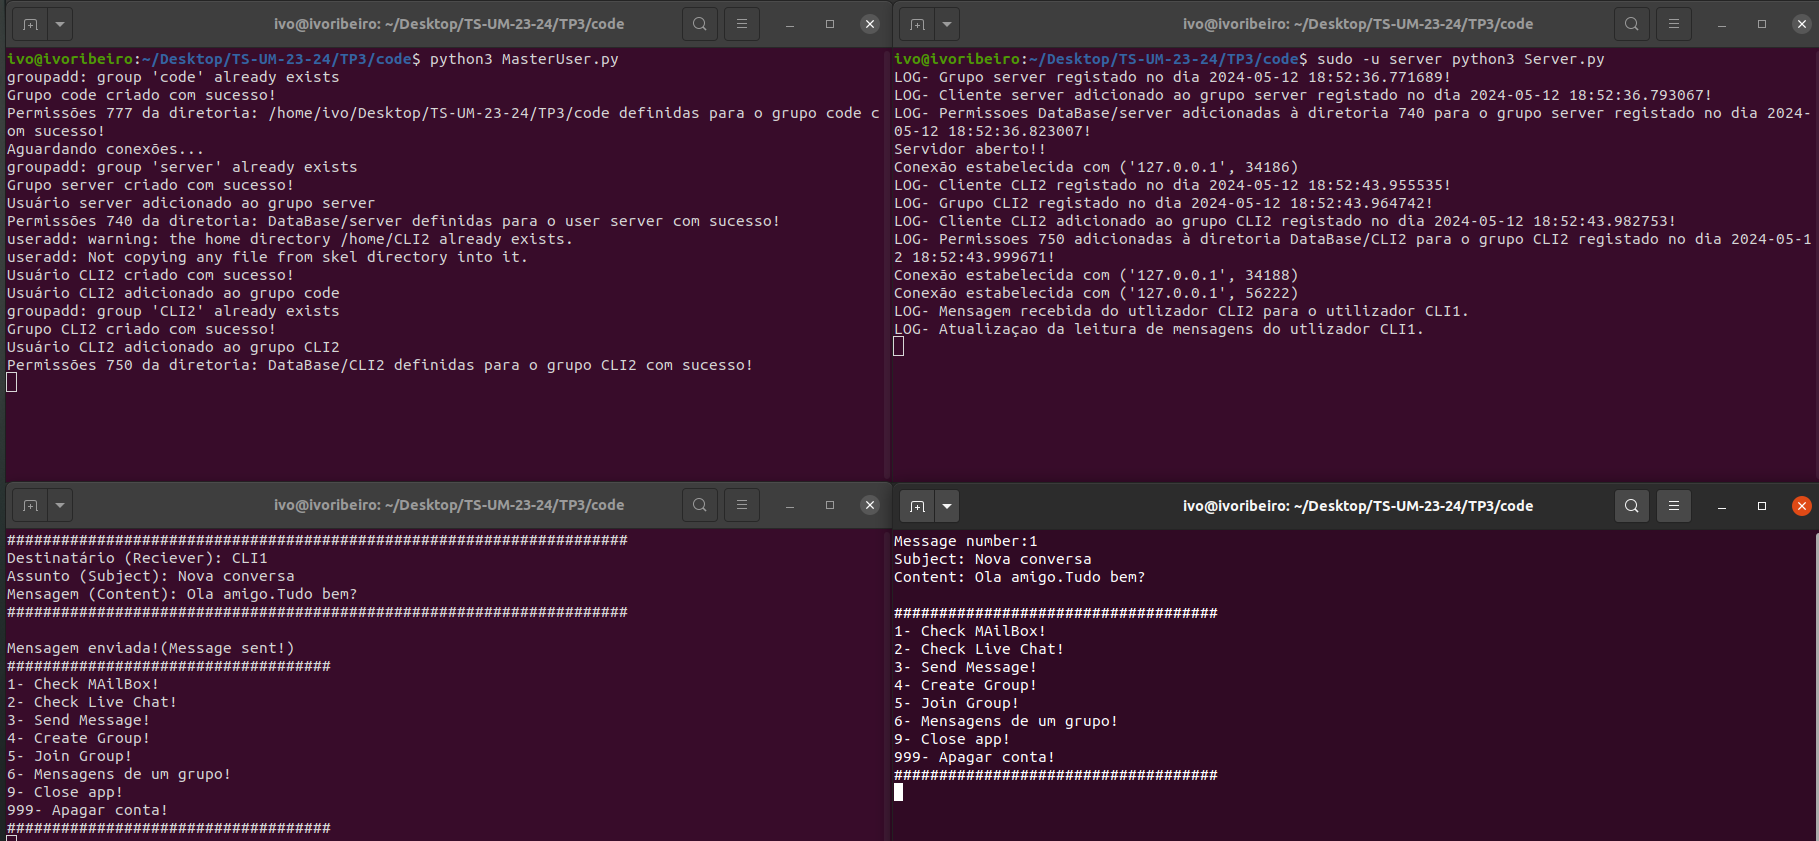 ivo@ivoribeiro: ~/Desktop/TS-UM-23-24/TP3/code
ivo@ivoribeiro:~/Desktop/TS-UM-23-24/TP3/code$ python3 MasterUser.py
groupadd: group 'code' already exists
Grupo code criado com sucesso!
Permissões 777 da diretoria: /home/ivo/Desktop/TS-UM-23-24/TP3/code definidas para o grupo code c
om sucesso!
Aguardando conexões...
groupadd: group 'server' already exists
Grupo server criado com sucesso!
Usuário server adicionado ao grupo server
Permissões 740 da diretoria: DataBase/server definidas para o user server com sucesso!
useradd: warning: the home directory /home/CLI2 already exists.
useradd: Not copying any file from skel directory into it.
Usuário CLI2 criado com sucesso!
Usuário CLI2 adicionado ao grupo code
groupadd: group 'CLI2' already exists
Grupo CLI2 criado com sucesso!
Usuário CLI2 adicionado ao grupo CLI2
Permissões 750 da diretoria: DataBase/CLI2 definidas para o grupo CLI2 com sucesso!
ivo@ivoribeiro: ~/Desktop/TS-UM-23-24/TP3/code
ivo@ivoribeiro:~/Desktop/TS-UM-23-24/TP3/code$ sudo -u server python3 Server.py
LOG- Grupo server registado no dia 2024-05-12 18:52:36.771689!
LOG- Cliente server adicionado ao grupo server registado no dia 2024-05-12 18:52:36.793067!
LOG- Permissoes DataBase/server adicionadas à diretoria 740 para o grupo server registado no dia 2024-
05-12 18:52:36.823007!
Servidor aberto!!
Conexão estabelecida com ('127.0.0.1', 34186)
LOG- Cliente CLI2 registado no dia 2024-05-12 18:52:43.955535!
LOG- Grupo CLI2 registado no dia 2024-05-12 18:52:43.964742!
LOG- Cliente CLI2 adicionado ao grupo CLI2 registado no dia 2024-05-12 18:52:43.982753!
LOG- Permissoes 750 adicionadas à diretoria DataBase/CLI2 para o grupo CLI2 registado no dia 2024-05-1
2 18:52:43.999671!
Conexão estabelecida com ('127.0.0.1', 34188)
Conexão estabelecida com ('127.0.0.1', 56222)
LOG- Mensagem recebida do utlizador CLI2 para o utilizador CLI1.
LOG- Atualizaçao da leitura de mensagens do utlizador CLI1.
ivo@ivoribeiro: ~/Desktop/TS-UM-23-24/TP3/code
#####################################################################
Destinatário (Reciever): CLI1
Assunto (Subject): Nova conversa
Mensagem (Content): Ola amigo.Tudo bem?
#####################################################################
Mensagem enviada!(Message sent!)
####################################
1- Check MAilBox!
2- Check Live Chat!
3- Send Message!
4- Create Group!
5- Join Group!
6- Mensagens de um grupo!
9- Close app!
999- Apagar conta!
####################################
ivo@ivoribeiro: ~/Desktop/TS-UM-23-24/TP3/code
Message number:1
Subject: Nova conversa
Content: Ola amigo.Tudo bem?
####################################
1- Check MAilBox!
2- Check Live Chat!
3- Send Message!
4- Create Group!
5- Join Group!
6- Mensagens de um grupo!
9- Close app!
999- Apagar conta!
####################################